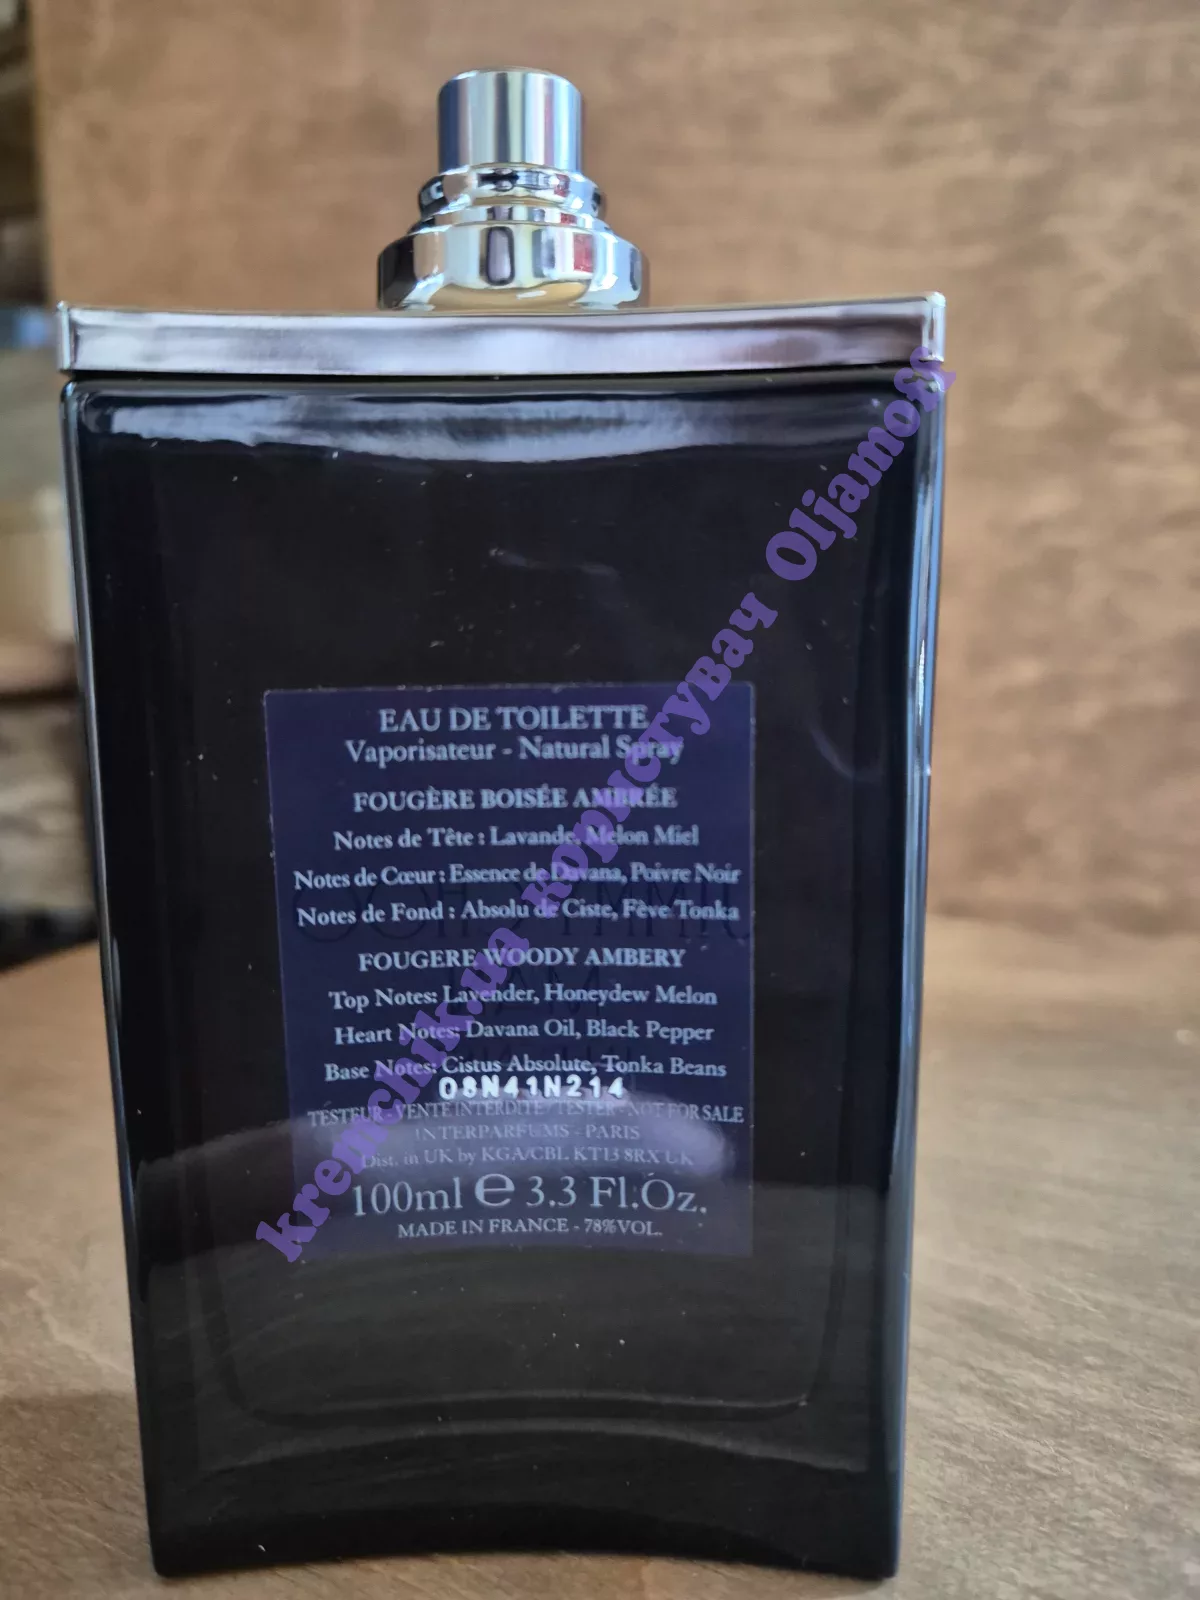 EAU DE TOILETTE
Vaporisateur - Natural Spray
FOUGÈRE BOISÉE AMBRÉE
Notes de Tête : Lavande, Melon Miel
Notes de Cœur : Essence de Davana, Poivre Noir
Notes de Fond : Absolu de Ciste, Fève Tonka
FOUGERE WOODY AMBERY
Top Notes: Lavender, Honeydew Melon
Heart Notes: Davana Oil, Black Pepper
Base Notes: Cistus Absolute, Tonka Beans
08N41N214
TESTEUR - VENTE INTERDITE / TESTER - NOT FOR SALE
INTERPARFUMS - PARIS
Dist. in UK by KGA/CBL KT13 8RX UK
100ml e 3.3 Fl.Oz.
MADE IN FRANCE - 78%VOL.
JIMMY CHOO
MAN
kremchik.ua користувач Oljamoss